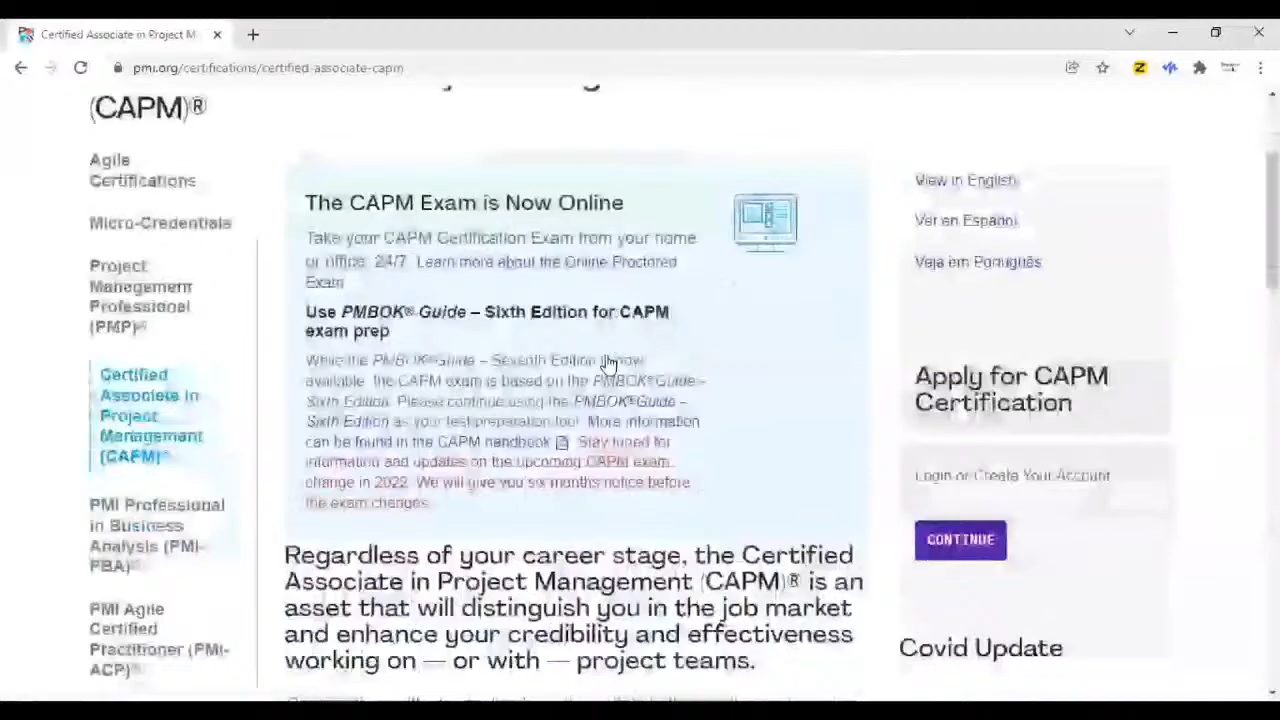 Certified Associate in Project M
pmi.org/certifications/certified-associate-capm
(CAPM)®
Agile
Certifications
Micro-Credentials
Project
Management
Professional
(PMP)®
Certified
Associate in
Project
Management
(CAPM)®
PMI Professional
in Business
Analysis (PMI-
PBA)®
PMI Agile
Certified
Practitioner (PMI-
ACP)®
The CAPM Exam is Now Online
Take your CAPM Certification Exam from your home
or office, 24/7. Learn more about the Online Proctored
Exam
Use PMBOK® Guide – Sixth Edition for CAPM
exam prep
While the PMBOK® Guide – Seventh Edition is now
available, the CAPM exam is based on the PMBOK® Guide –
Sixth Edition. Please continue using the PMBOK® Guide –
Sixth Edition as your test preparation tool. More information
can be found in the CAPM handbook Stay tuned for
information and updates on the upcoming CAPM exam
change in 2022. We will give you six months notice before
the exam changes.
Regardless of your career stage, the Certified
Associate in Project Management (CAPM)® is an
asset that will distinguish you in the job market
and enhance your credibility and effectiveness
working on — or with — project teams.
View in English
Ver en Español
Veja em Português
Apply for CAPM
Certification
Login or Create Your Account
CONTINUE
Covid Update